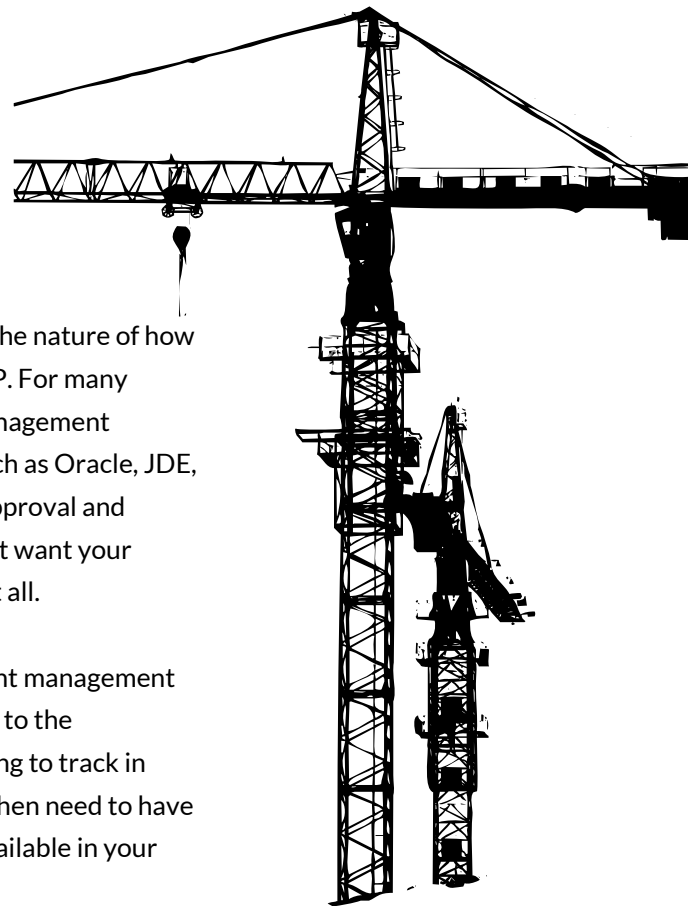 he nature of how
P. For many
nagement
ch as Oracle, JDE,
pproval and
t want your
t all.
nt management
to the
ng to track in
hen need to have
ailable in your